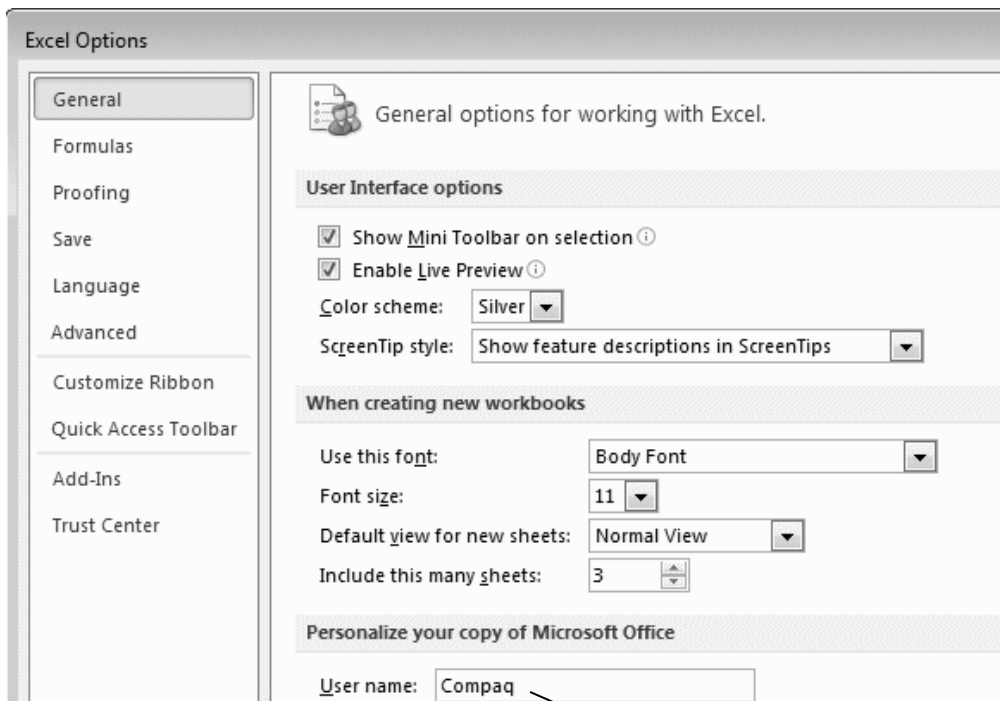 Excel Options
General
Formulas
Proofing
Save
Language
Advanced
Customize Ribbon
Quick Access Toolbar
Add-Ins
Trust Center
General options for working with Excel.
User Interface options
Show Mini Toolbar on selection
Enable Live Preview
Color scheme: Silver
ScreenTip style: Show feature descriptions in ScreenTips
When creating new workbooks
Use this font: Body Font
Font size: 11
Default view for new sheets: Normal View
Include this many sheets: 3
Personalize your copy of Microsoft Office
User name: Compaq